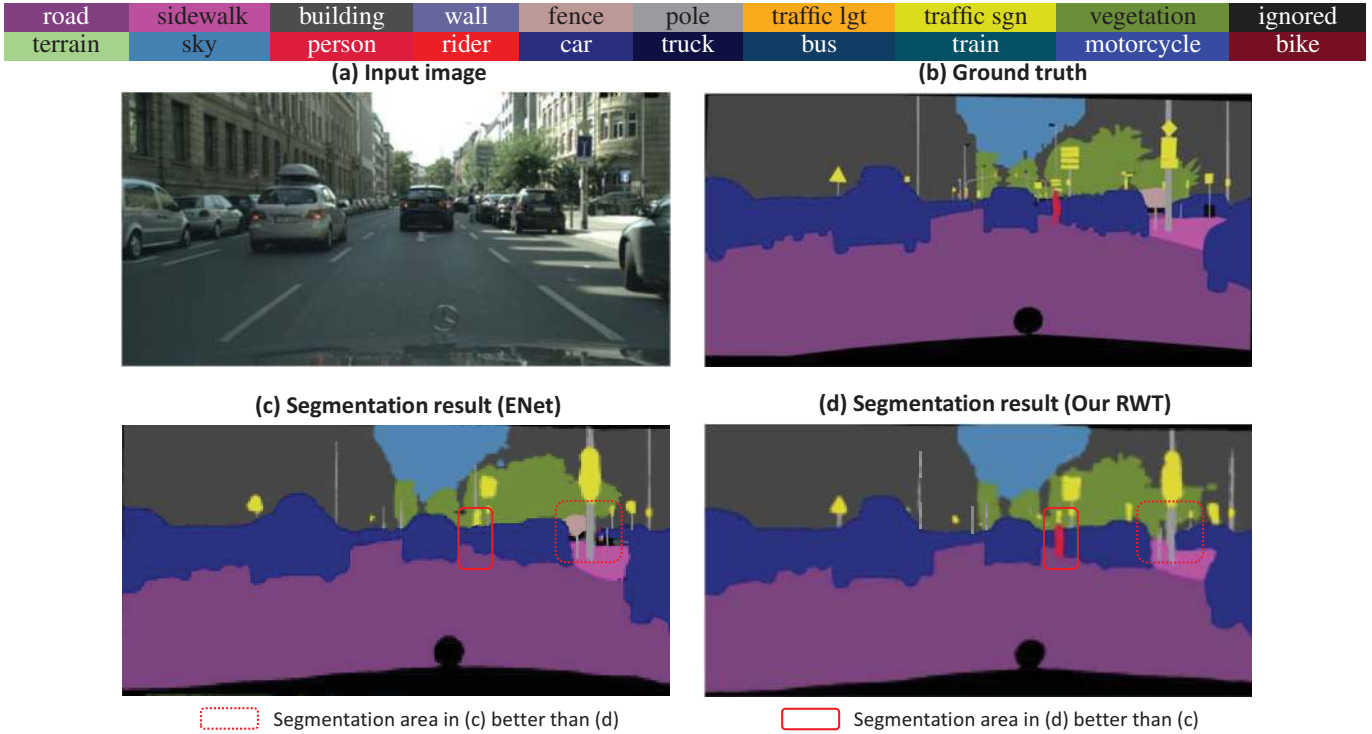 road sidewalk building wall fence pole traffic lgt traffic sgn vegetation ignored
terrain sky person rider car truck bus train motorcycle bike
(a) Input image (b) Ground truth
(c) Segmentation result (ENet) (d) Segmentation result (Our RWT)
Segmentation area in (c) better than (d) Segmentation area in (d) better than (c)